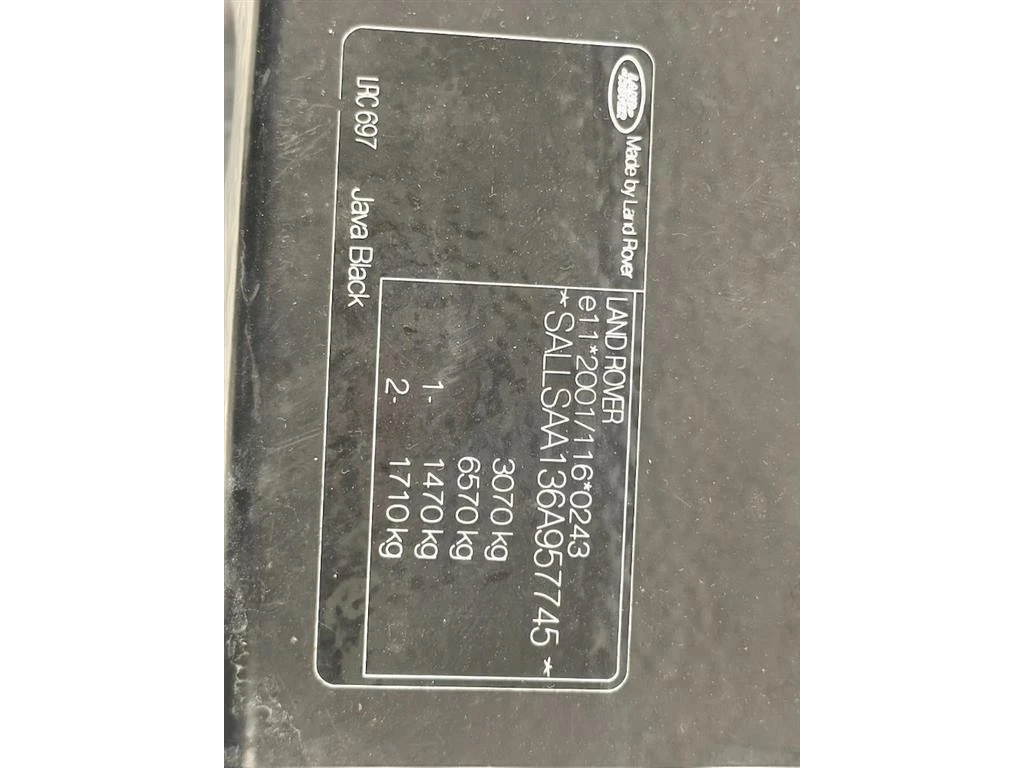 LAND ROVER
Made by Land Rover
LAND ROVER
e11*2001/116*0243
*SALLSAA136A957745*
3070 kg
6570 kg
1- 1470 kg
2- 1710 kg
LRC 697 Java Black